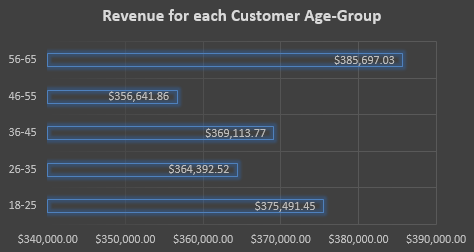 Revenue for each Customer Age-Group
56-65 $385,697.03
46-55 $356,641.86
36-45 $369,113.77
26-35 $364,392.52
18-25 $375,491.45
$340,000.00 $350,000.00 $360,000.00 $370,000.00 $380,000.00 $390,000.00